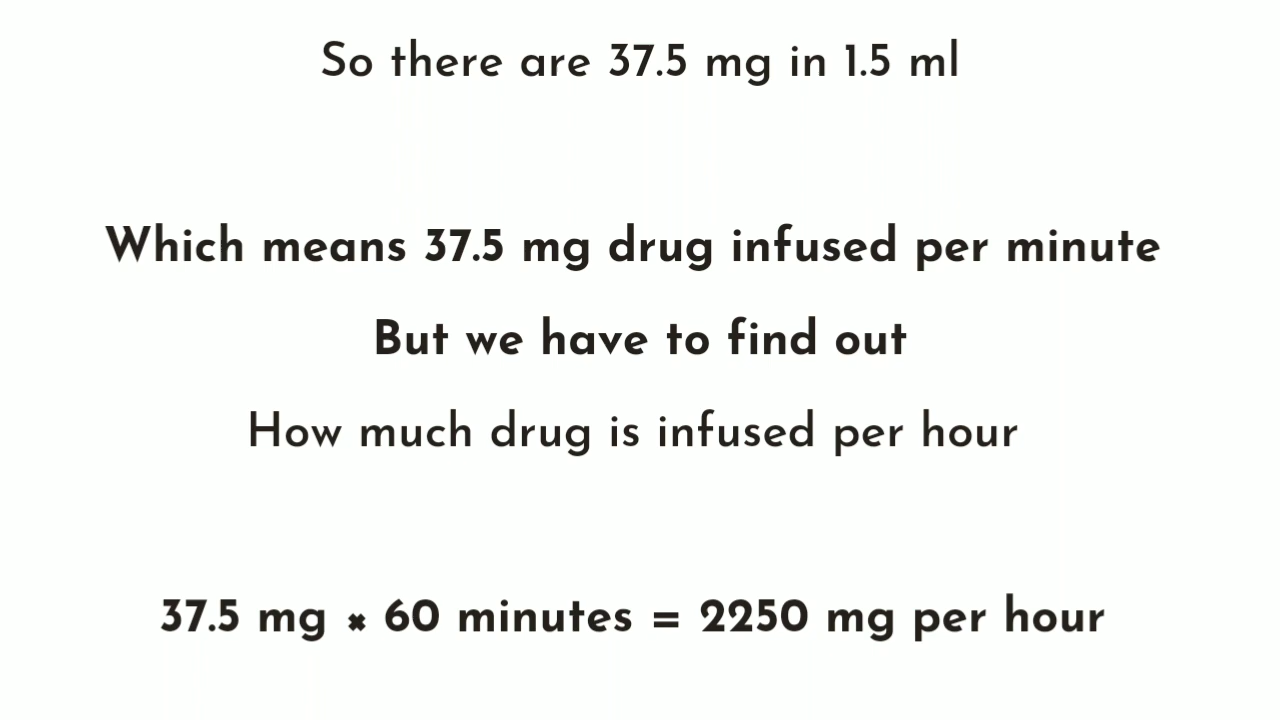 So there are 37.5 mg in 1.5 ml
Which means 37.5 mg drug infused per minute
But we have to find out
How much drug is infused per hour
37.5 mg × 60 minutes = 2250 mg per hour